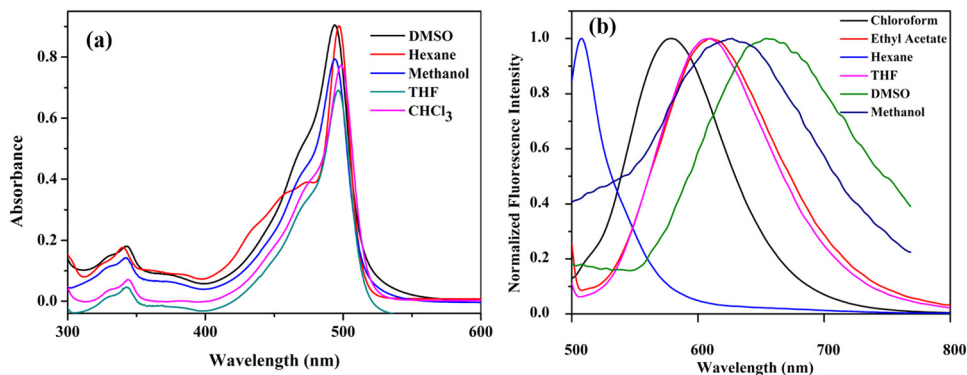 (a)
DMSO
Hexane
Methanol
THF
CHCl3
Absorbance
0.8
0.6
0.4
0.2
0.0
300
400
500
600
Wavelength (nm)
(b)
Chloroform
Ethyl Acetate
Hexane
THF
DMSO
Methanol
Normalized Fluorescence Intensity
1.0
0.8
0.6
0.4
0.2
0.0
500
600
700
800
Wavelength (nm)